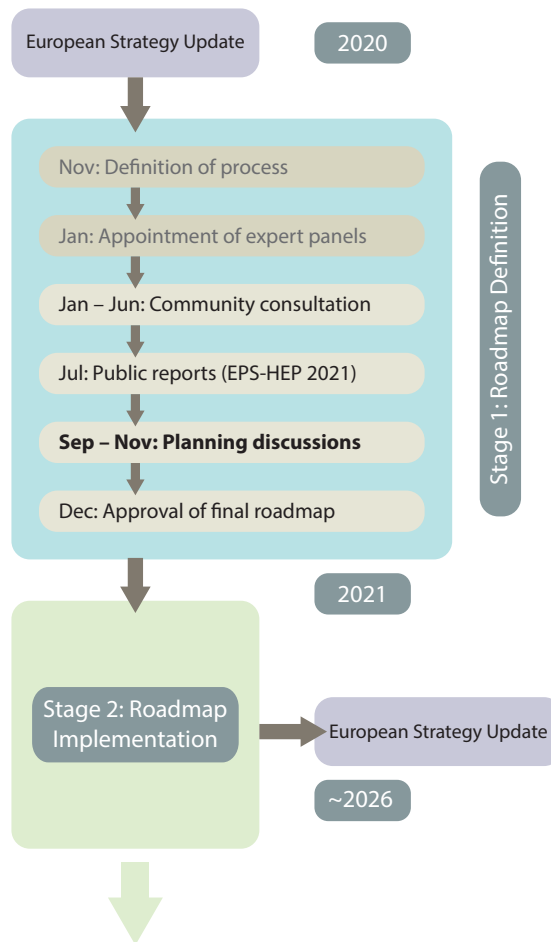 European Strategy Update
2020
Nov: Definition of process
Jan: Appointment of expert panels
Jan – Jun: Community consultation
Jul: Public reports (EPS-HEP 2021)
Sep – Nov: Planning discussions
Dec: Approval of final roadmap
Stage 1: Roadmap Definition
2021
Stage 2: Roadmap
Implementation
European Strategy Update
~2026